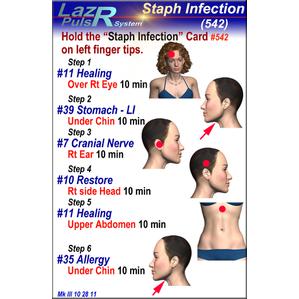 LazR
PulsR System
Staph Infection
(542)
Hold the "Staph Infection" Card #542
on left finger tips.
Step 1
#11 Healing
Over Rt Eye 10 min
Step 2
#39 Stomach - LI
Under Chin 10 min
Step 3
#7 Cranial Nerve
Rt Ear 10 min
Step 4
#10 Restore
Rt side Head 10 min
Step 5
#11 Healing
Upper Abdomen 10 min
Step 6
#35 Allergy
Under Chin 10 min
Mk III 10 28 11